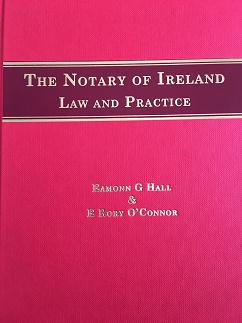 THE NOTARY OF IRELAND
LAW AND PRACTICE
EAMONN G HALL
&
E RORY O'CONNOR